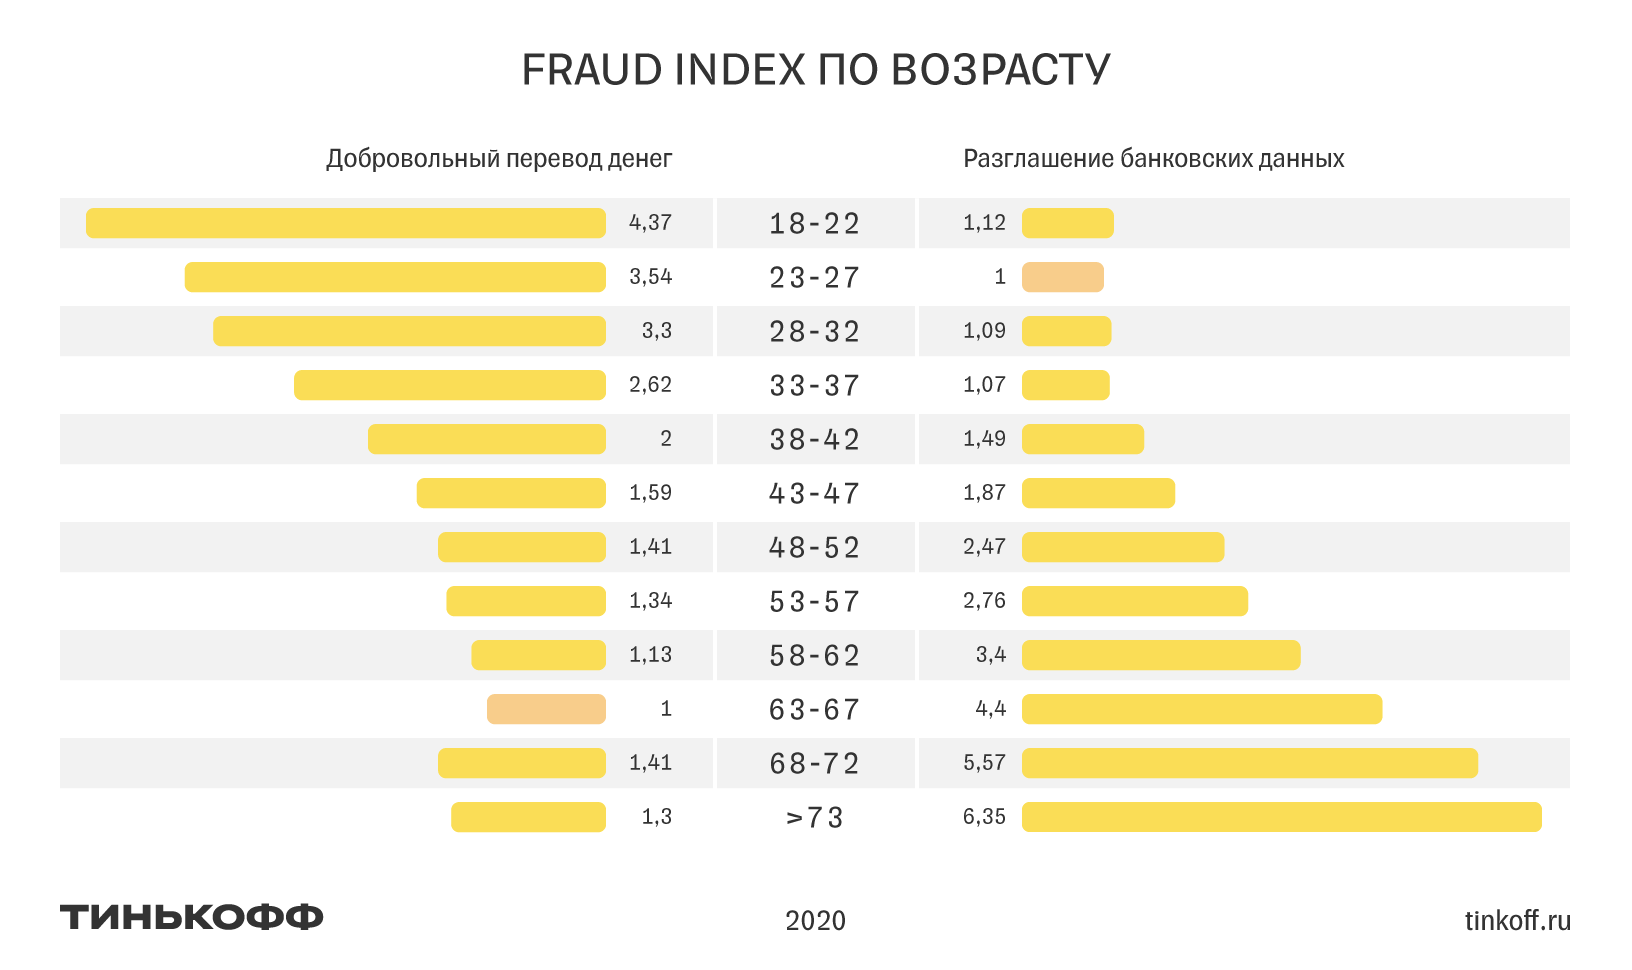 FRAUD INDEX ПО ВОЗРАСТУ
Добровольный перевод денег Разглашение банковских данных
4,37 18-22 1,12
3,54 23-27 1
3,3 28-32 1,09
2,62 33-37 1,07
2 38-42 1,49
1,59 43-47 1,87
1,41 48-52 2,47
1,34 53-57 2,76
1,13 58-62 3,4
1 63-67 4,4
1,41 68-72 5,57
1,3 >73 6,35
ТИНЬКОФФ 2020 tinkoff.ru